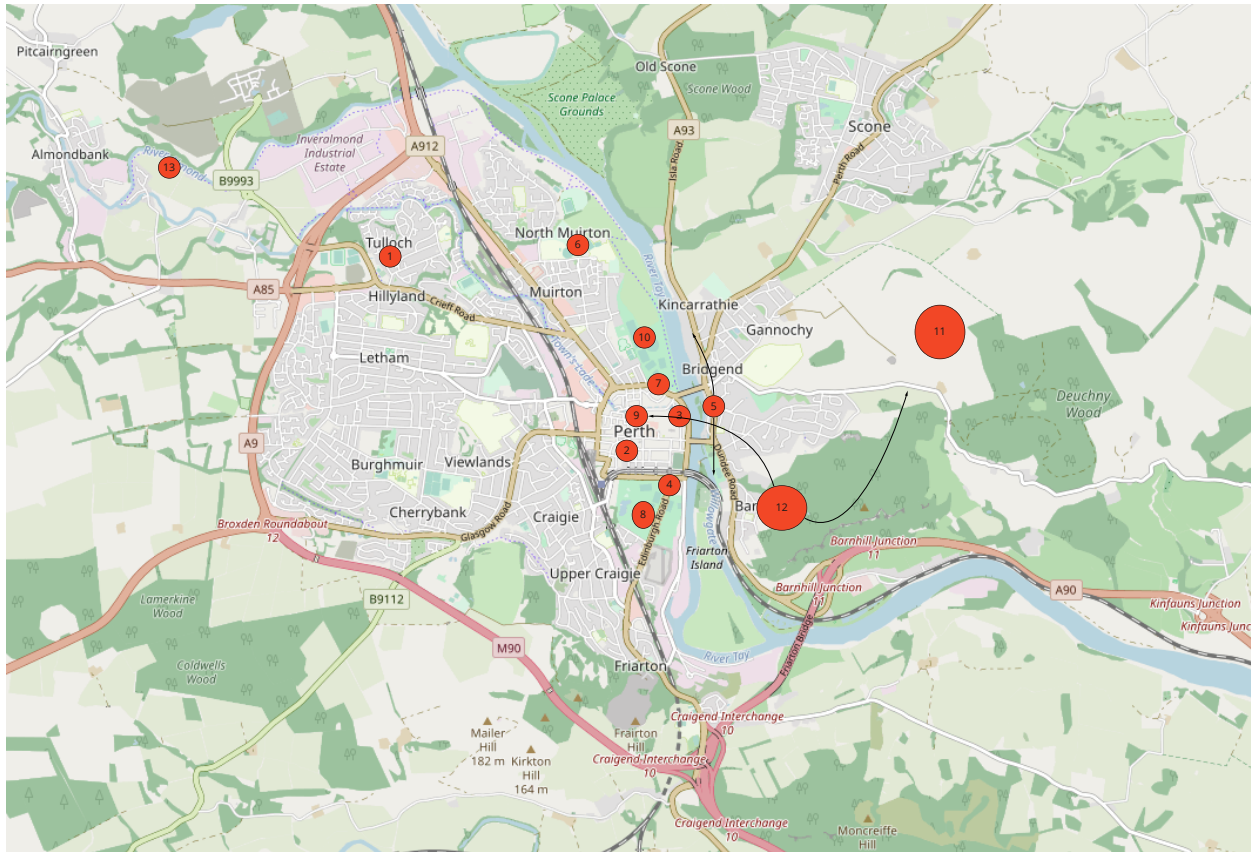 Pitcairngreen
Old Scone
Scone Wood
Scone Palace
Grounds
A93
Scone
Isla Road
Perth Road
Almondbank
River Almond
13
B9993
Inveralmond
Industrial
Estate
A912
North Muirton
6
Tulloch
1
River Tay
A85
Hillyland
Crieff Road
Muirton
Kincarrathie
Gannochy
11
10
Letham
Town's Lade
Bridgend
7
Deuchny
Wood
5
9
3
Perth
A9
2
Burghmuir
Viewlands
Dundee Road
4
Willowgate
12
Cherrybank
Craigie
8
Broxden Roundabout
12
Glasgow Road
Edinburgh Road
Friarton
Island
Barnhill Junction
11
Upper Craigie
Barnhill Junction
11
A90
Kinfauns Junction
B9112
Lamerkine
Wood
M90
Friarton Bridge
River Tay
Coldwells
Wood
Friarton
Craigend Interchange
10
Mailer
Hill
182 m
Kirkton
Hill
164 m
Frairton
Hill
Craigend Interchange
10
Craigend Interchange
10
Moncreiffe
Hill